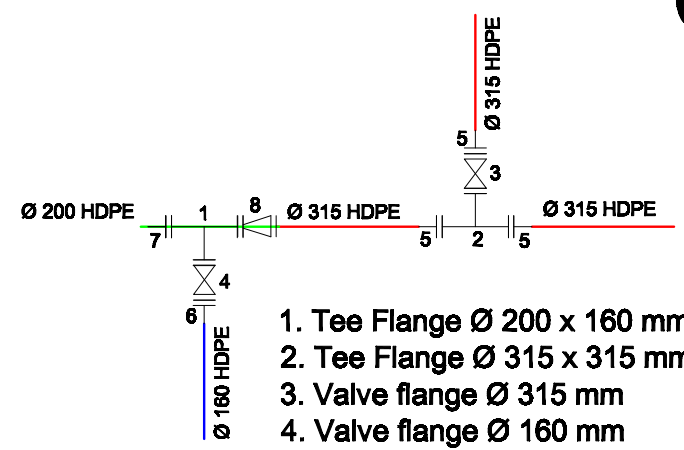 Ø 315 HDPE
5
3
Ø 200 HDPE
1
8
Ø 315 HDPE
Ø 315 HDPE
7
5
2
5
4
6
Ø 160 HDPE
1. Tee Flange Ø 200 x 160 mm
2. Tee Flange Ø 315 x 315 mm
3. Valve flange Ø 315 mm
4. Valve flange Ø 160 mm